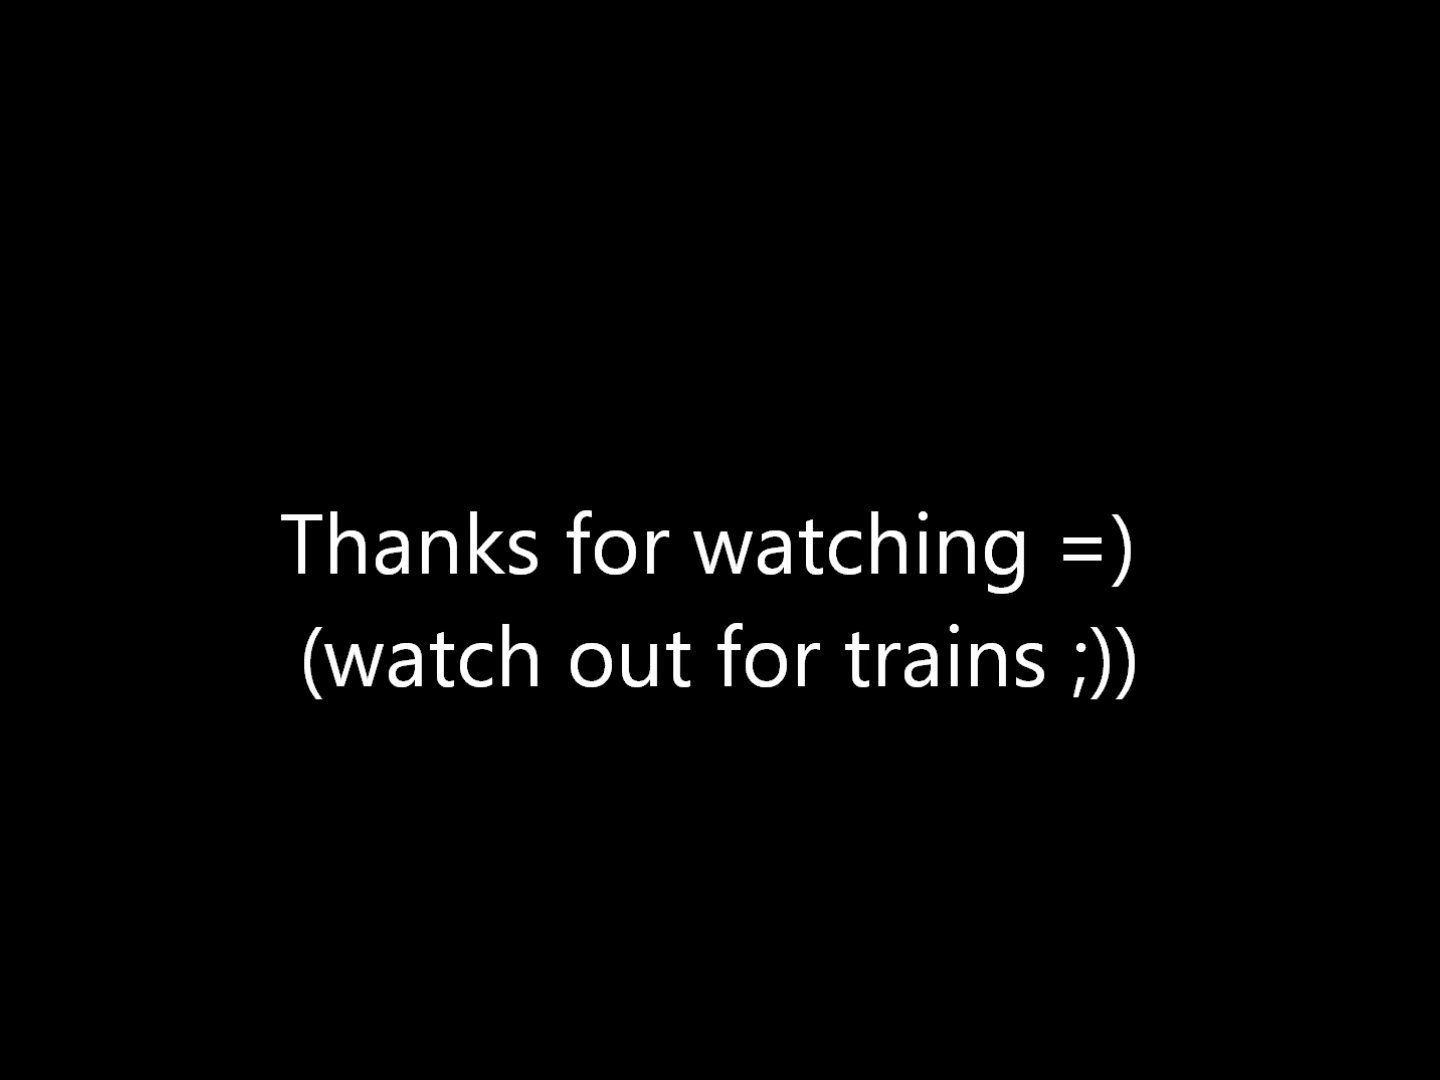 Thanks for watching =)
(watch out for trains ;))